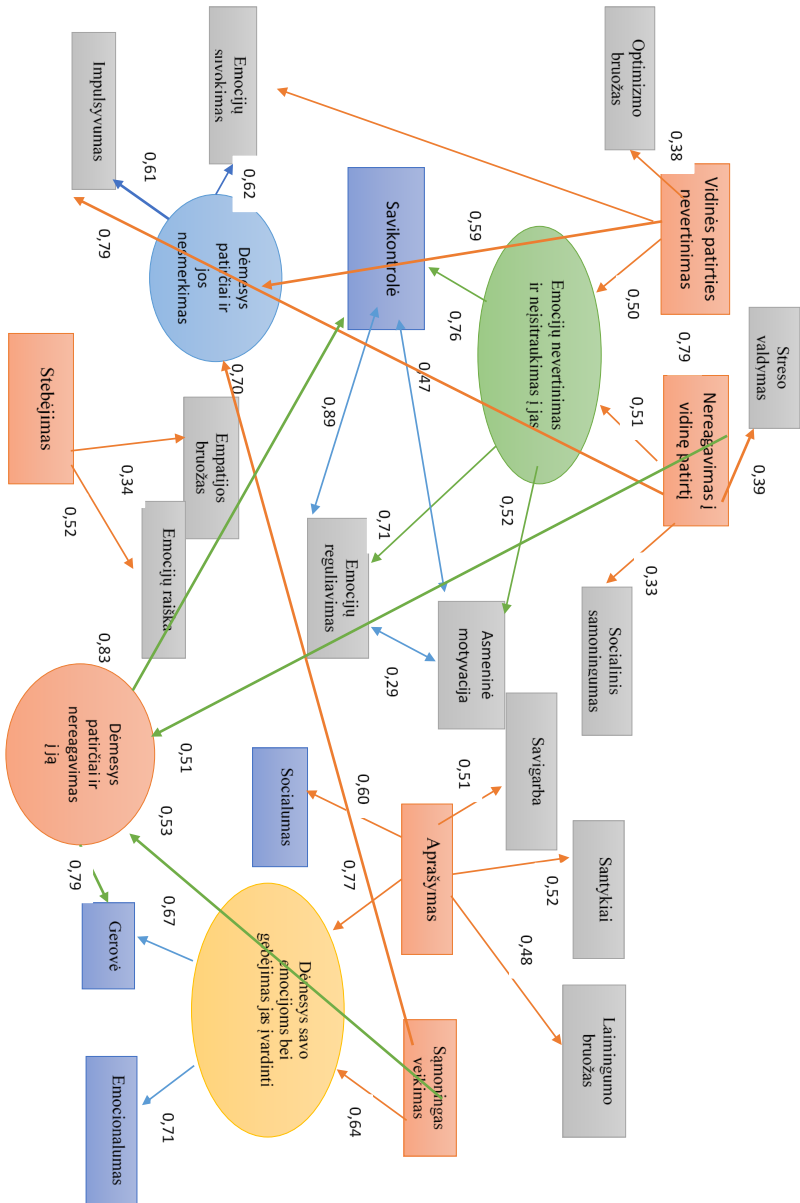 Streso
valdymas
0,39
Vidinės patirties
nevertinimas
Nereagavimas į
vidinę patirtį
0,79
0,38
Optimizmo
bruožas
0,50
0,51
0,33
Socialinis
samoningumas
Santykiai
0,52
Laimingumo
bruožas
0,48
Emocijų nevertinimas
ir neįsitraukimas į jas
0,52
Savigarba
0,51
0,59
0,76
0,47
Asmeninė
motyvacija
Aprašymas
Sąmoningas
veikimas
Savikontrolė
0,89
0,71
0,29
Emocijų
reguliavimas
0,60
Socialumas
0,77
0,64
Dėmesys savo
emocijoms bei
gebėjimas jas įvardinti
Emocijų
suvokimas
0,62
Dėmesys
patirčiai ir
jos
nesmerkimas
0,70
Empatijos
bruožas
Emocijų raiška
0,51
0,53
0,67
0,71
0,61
Impulsyvumas
0,79
0,34
0,83
Dėmesys
patirčiai ir
nereagavimas
į ją
Gerovė
Emocionalumas
Stebėjimas
0,52
0,79